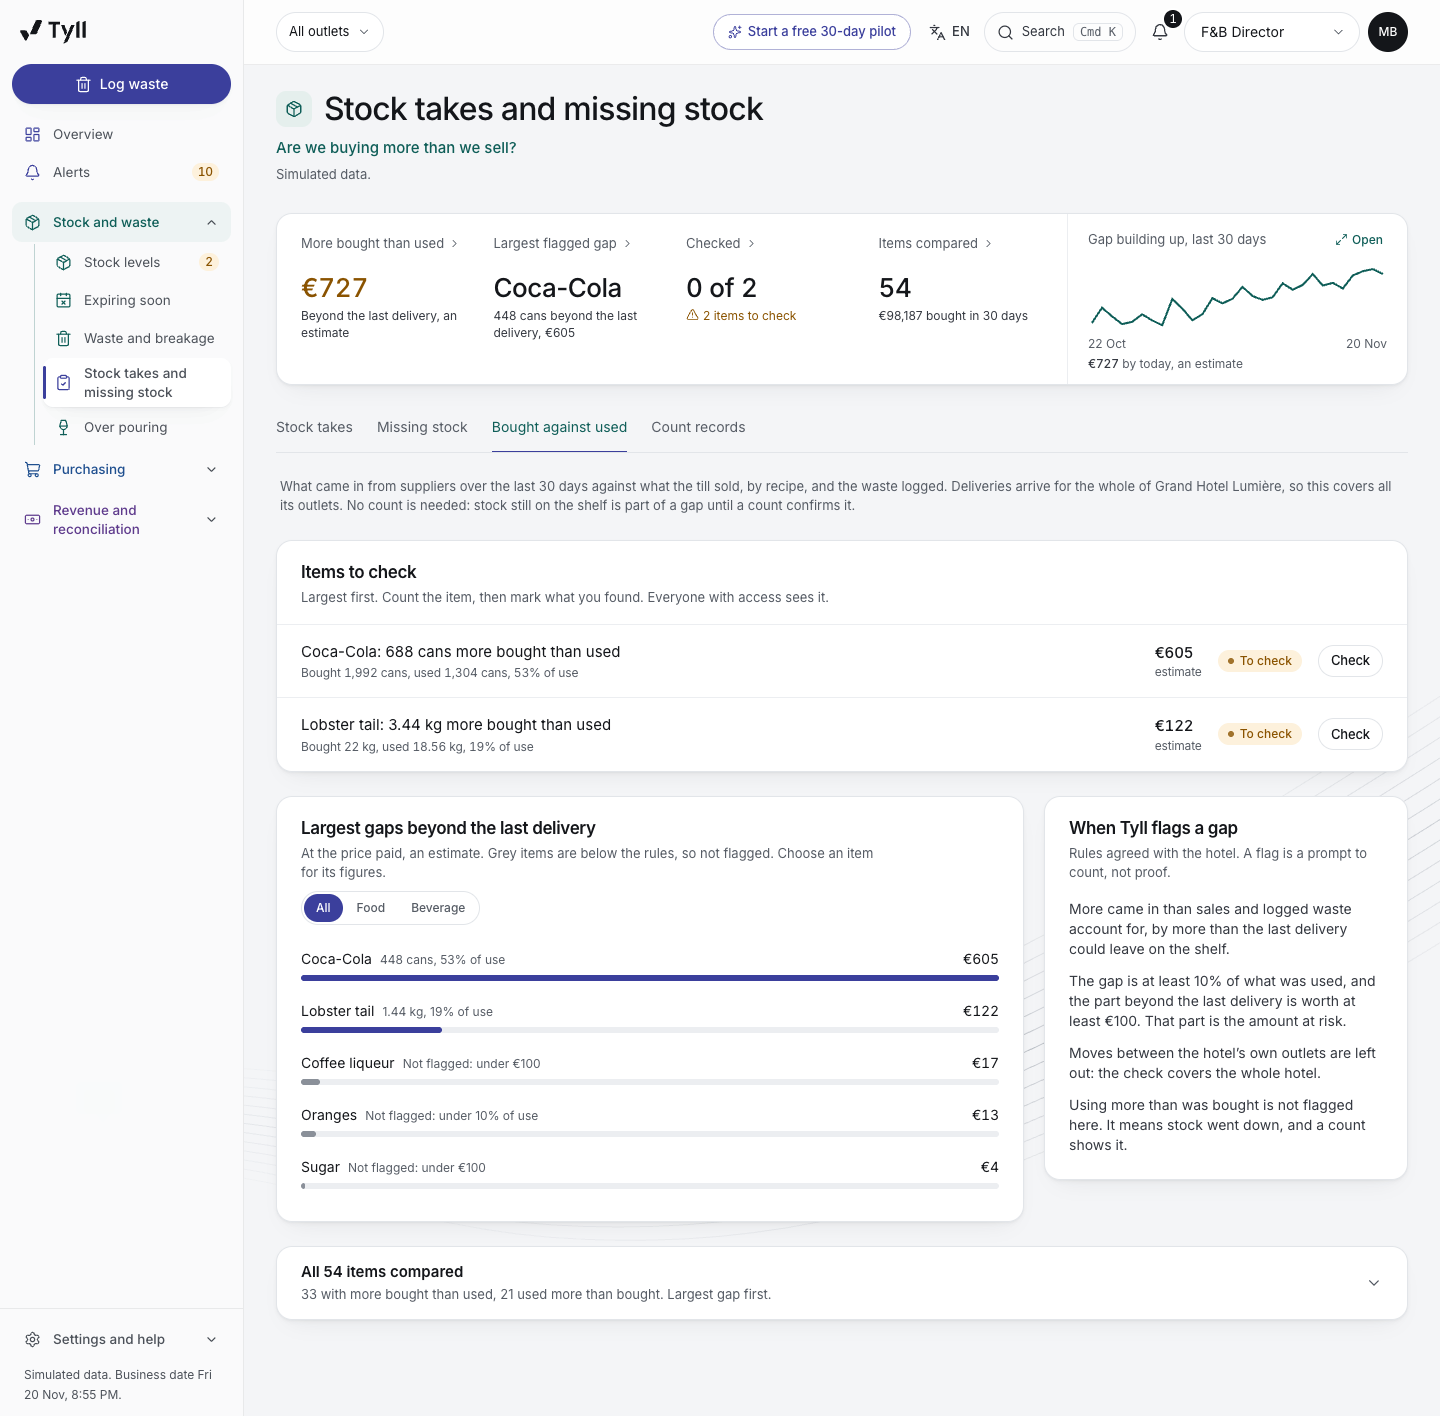 Tyll
Log waste
Overview
Alerts 10
Stock and waste
Stock levels 2
Expiring soon
Waste and breakage
Stock takes and
missing stock
Over pouring
Purchasing
Revenue and
reconciliation
Settings and help
Simulated data. Business date Fri
20 Nov, 8:55 PM.
All outlets
Start a free 30-day pilot
EN
Search Cmd K
1
F&B Director
MB
Stock takes and missing stock
Are we buying more than we sell?
Simulated data.
More bought than used
€727
Beyond the last delivery, an
estimate
Largest flagged gap
Coca-Cola
448 cans beyond the last
delivery, €605
Checked
0 of 2
2 items to check
Items compared
54
€98,187 bought in 30 days
Gap building up, last 30 days
Open
22 Oct 20 Nov
€727 by today, an estimate
Stock takes Missing stock Bought against used Count records
What came in from suppliers over the last 30 days against what the till sold, by recipe, and the waste logged. Deliveries arrive for the whole of Grand Hotel Lumière, so this covers all
its outlets. No count is needed: stock still on the shelf is part of a gap until a count confirms it.
Items to check
Largest first. Count the item, then mark what you found. Everyone with access sees it.
Coca-Cola: 688 cans more bought than used
Bought 1,992 cans, used 1,304 cans, 53% of use
€605
estimate
To check
Check
Lobster tail: 3.44 kg more bought than used
Bought 22 kg, used 18.56 kg, 19% of use
€122
estimate
To check
Check
Largest gaps beyond the last delivery
At the price paid, an estimate. Grey items are below the rules, so not flagged. Choose an item
for its figures.
All Food Beverage
Coca-Cola 448 cans, 53% of use €605
Lobster tail 1.44 kg, 19% of use €122
Coffee liqueur Not flagged: under €100 €17
Oranges Not flagged: under 10% of use €13
Sugar Not flagged: under €100 €4
When Tyll flags a gap
Rules agreed with the hotel. A flag is a prompt to
count, not proof.
More came in than sales and logged waste
account for, by more than the last delivery
could leave on the shelf.
The gap is at least 10% of what was used, and
the part beyond the last delivery is worth at
least €100. That part is the amount at risk.
Moves between the hotel’s own outlets are left
out: the check covers the whole hotel.
Using more than was bought is not flagged
here. It means stock went down, and a count
shows it.
All 54 items compared
33 with more bought than used, 21 used more than bought. Largest gap first.